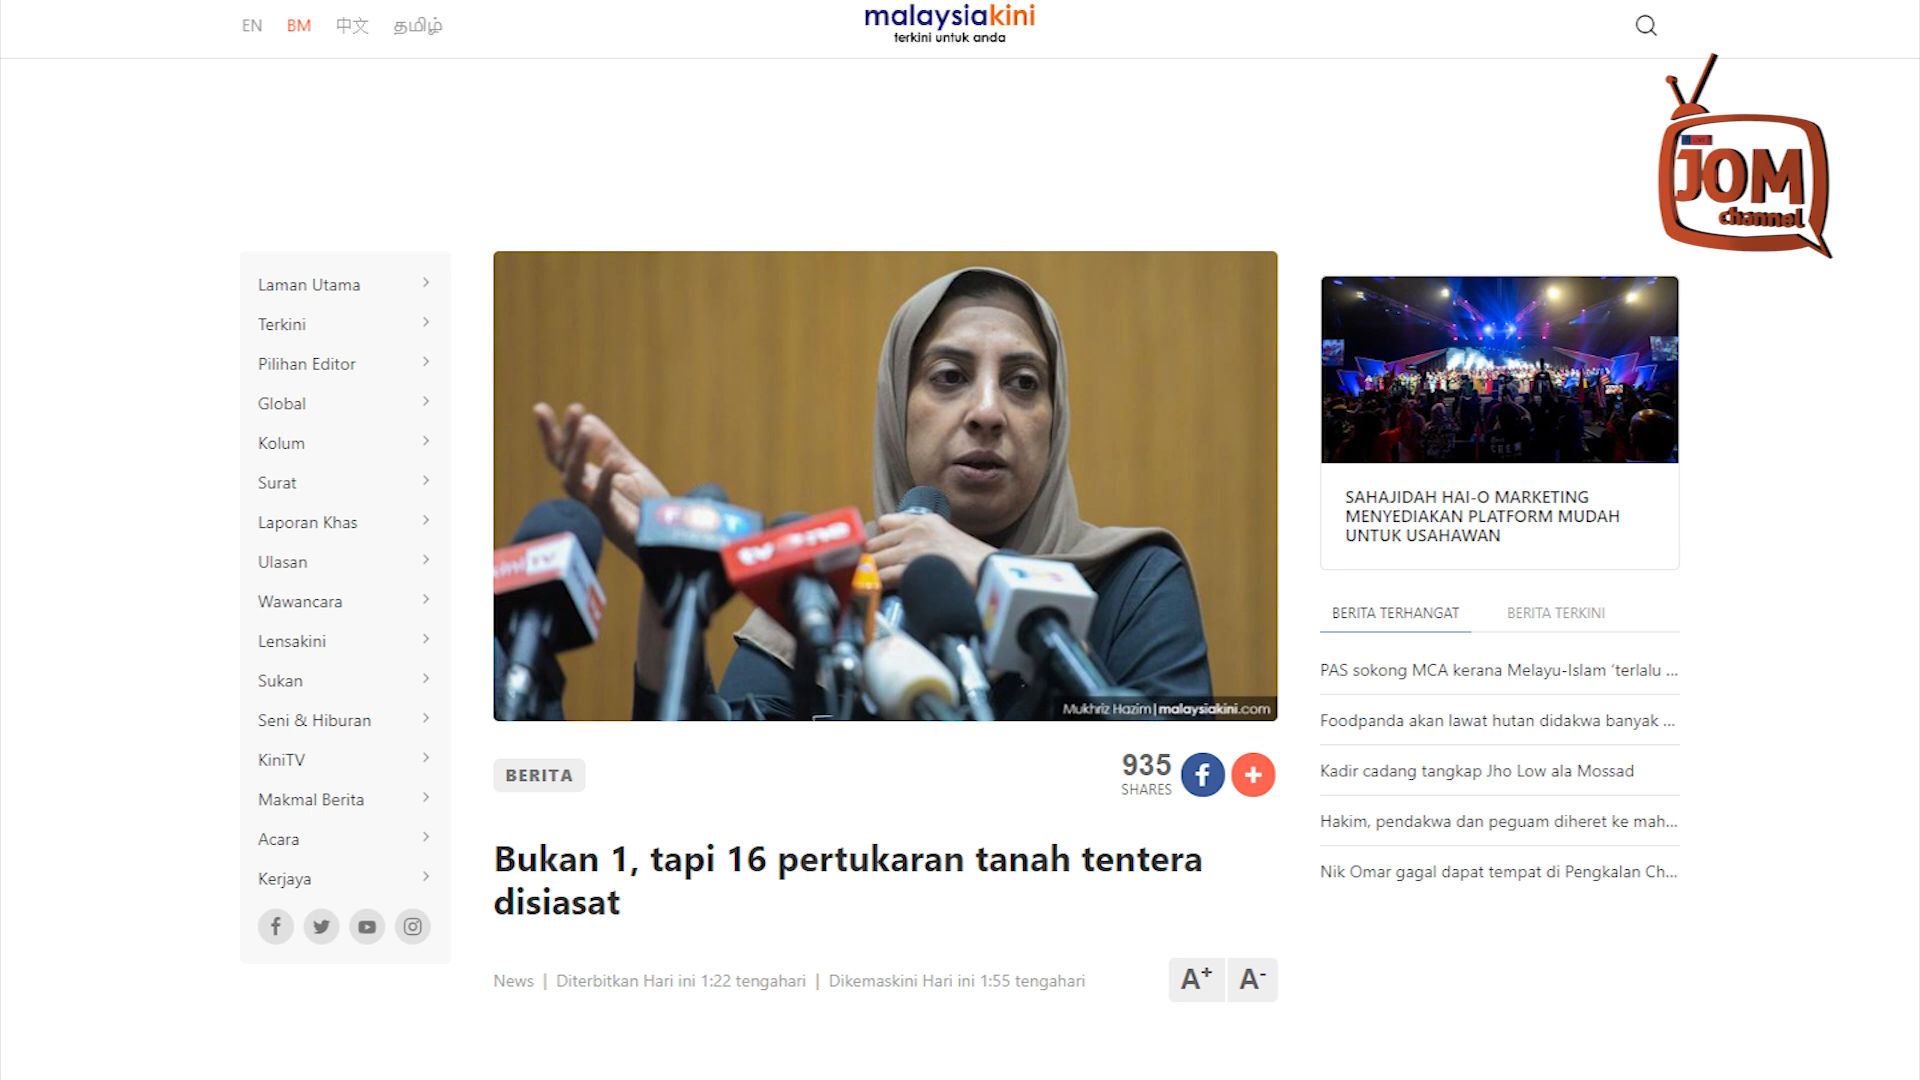 EN BM 中文 தமிழ்
malaysiakini
terkini untuk anda
JOM
channel
Laman Utama
Terkini
Pilihan Editor
Global
Kolum
Surat
Laporan Khas
Ulasan
Wawancara
Lensakini
Sukan
Seni & Hiburan
KiniTV
Makmal Berita
Acara
Kerjaya
kini TV
tv one
Mukhriz Hazim|malaysiakini.com
BERITA
935
SHARES
Bukan 1, tapi 16 pertukaran tanah tentera
disiasat
News | Diterbitkan Hari ini 1:22 tengahari | Dikemaskini Hari ini 1:55 tengahari
A+ A-
SAHAJIDAH HAI-O MARKETING
MENYEDIAKAN PLATFORM MUDAH
UNTUK USAHAWAN
BERITA TERHANGAT BERITA TERKINI
PAS sokong MCA kerana Melayu-Islam ‘terlalu ...
Foodpanda akan lawat hutan didakwa banyak ...
Kadir cadang tangkap Jho Low ala Mossad
Hakim, pendakwa dan peguam diheret ke mah...
Nik Omar gagal dapat tempat di Pengkalan Ch...